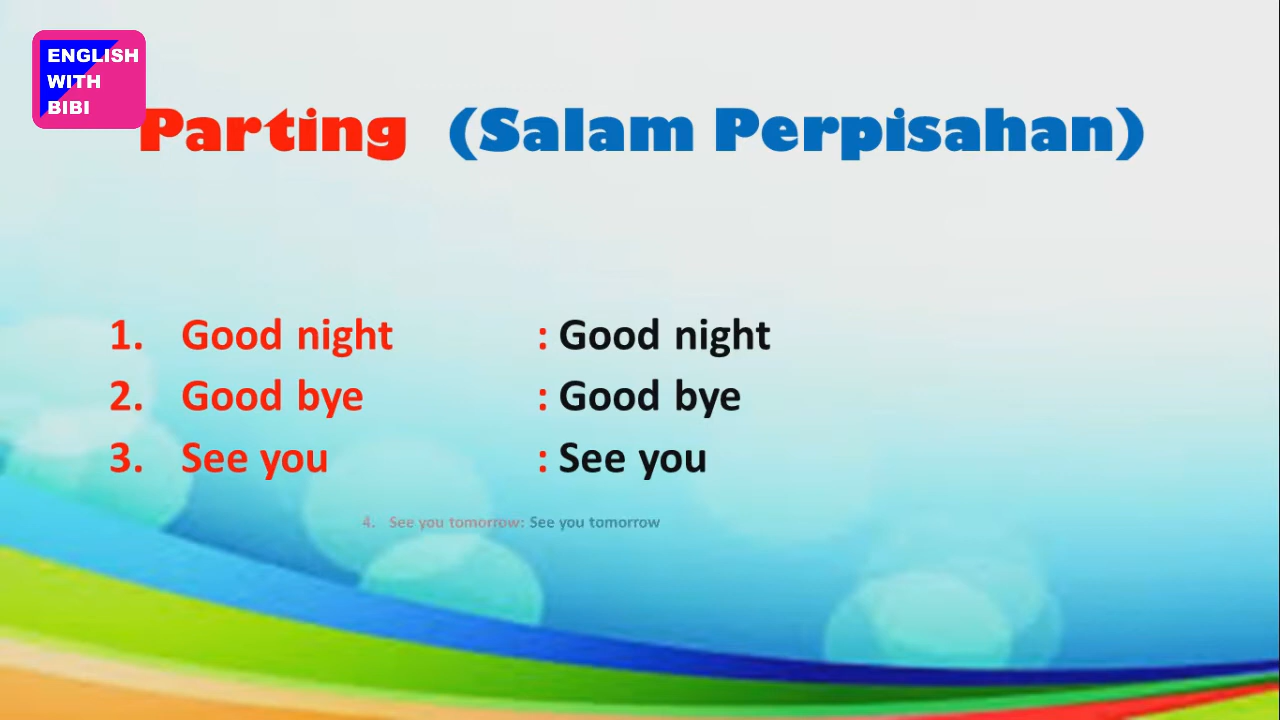 ENGLISH
WITH
BIBI
Parting (Salam Perpisahan)
1. Good night : Good night
2. Good bye : Good bye
3. See you : See you
4. See you tomorrow: See you tomorrow